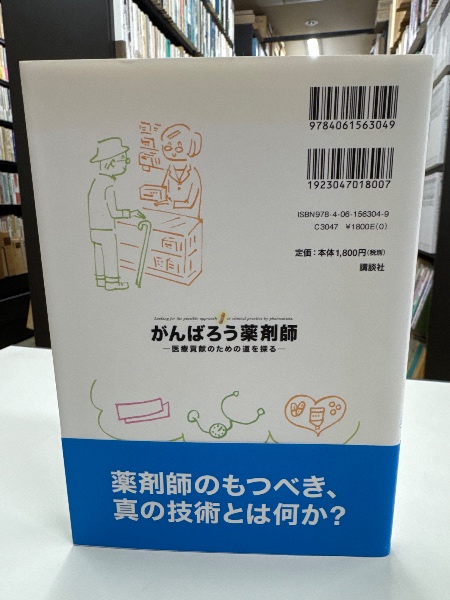 9784061563049
1923047018007
ISBN978-4-06-156304-9
C3047 ¥1800E(0)
定価:本体1,800円(税別)
講談社
Looking for the possible approach to clinical practice by pharmacists
がんばろう薬剤師
―医療貢献のための道を探る―
薬剤師のもつべき、
真の技術とは何か?